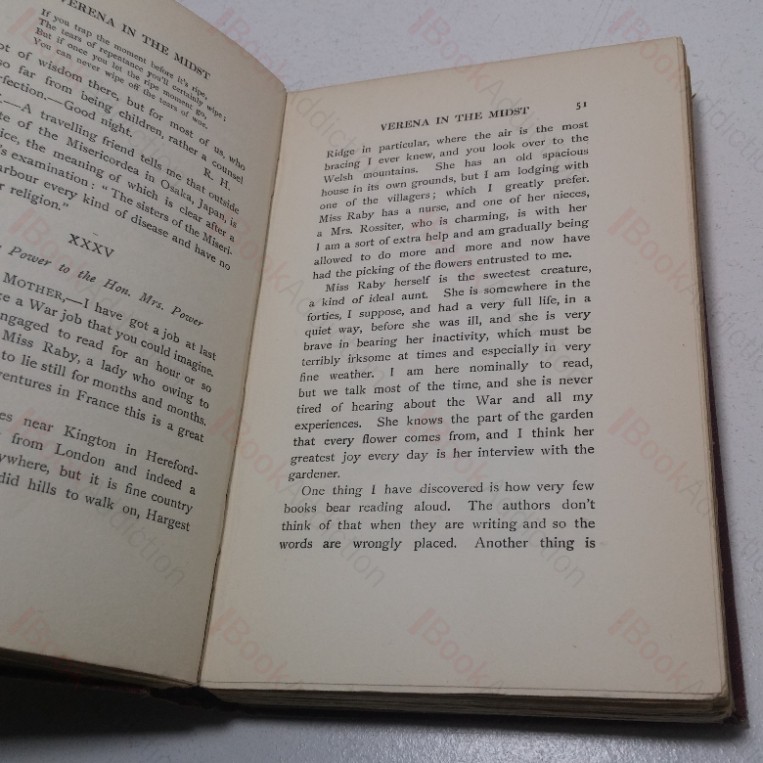 VERENA IN THE MIDST
If you trap the moment before it's ripe,
The tears of repentance you'll certainly wipe;
But if once you let the ripe moment go,
You can never wipe off the tears of woe.
of wisdom there, but for most of us, who
so far from being children, rather a counsel
Good night.
R. H.
A travelling friend tells me that outside
of the Misericordea in Osaka, Japan, is
the meaning of which is clear after a
examination: "The sisters of the Miseri-
harbour every kind of disease and have no
religion."
XXXV
Power to the Hon. Mrs. Power
MOTHER,—I have got a job at last
a War job that you could imagine.
engaged to read for an hour or so
Miss Raby, a lady who owing to
to lie still for months and months.
in France this is a great
near Kington in Hereford-
from London and indeed a
but it is fine country
hills to walk on, Hargest
VERENA IN THE MIDST 51
Ridge in particular, where the air is the most
bracing I ever knew, and you look over to the
Welsh mountains. She has an old spacious
house in its own grounds, but I am lodging with
one of the villagers; which I greatly prefer.
Miss Raby has a nurse, and one of her nieces,
a Mrs. Rossiter, who is charming, is with her
I am a sort of extra help and am gradually being
allowed to do more and more and now have
had the picking of the flowers entrusted to me.
Miss Raby herself is the sweetest creature,
a kind of ideal aunt. She is somewhere in the
forties, I suppose, and had a very full life, in a
quiet way, before she was ill, and she is very
brave in bearing her inactivity, which must be
terribly irksome at times and especially in very
fine weather. I am here nominally to read,
but we talk most of the time, and she is never
tired of hearing about the War and all my
experiences. She knows the part of the garden
that every flower comes from, and I think her
greatest joy every day is her interview with the
gardener.
One thing I have discovered is how very few
books bear reading aloud. The authors don't
think of that when they are writing and so the
words are wrongly placed. Another thing is